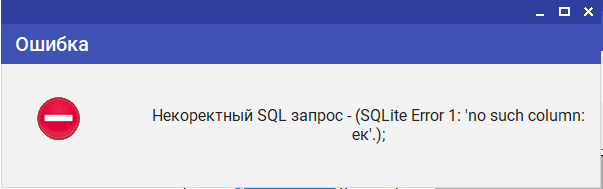 Ошибка
Некоректный SQL запрос - (SQLite Error 1: 'no such column:
ек'.);